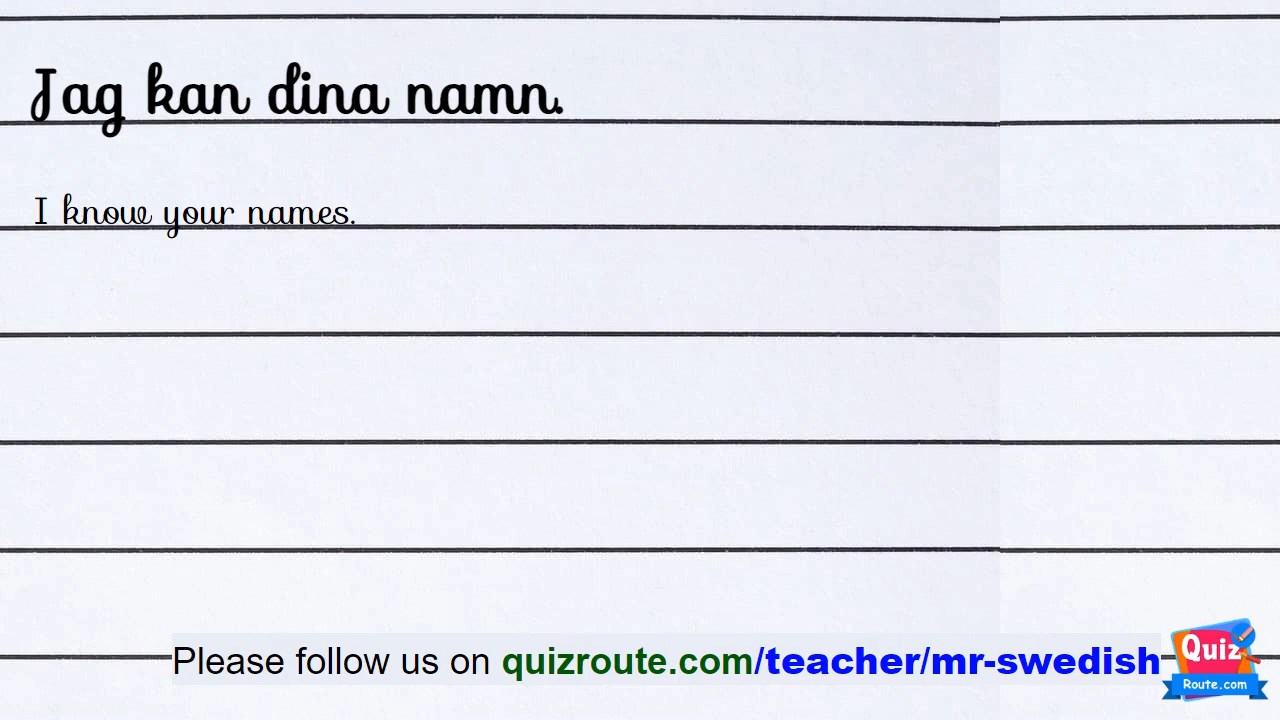 Jag kan dina namn.
I know your names.
Please follow us on quizroute.com/teacher/mr-swedish
Quiz
Route.com